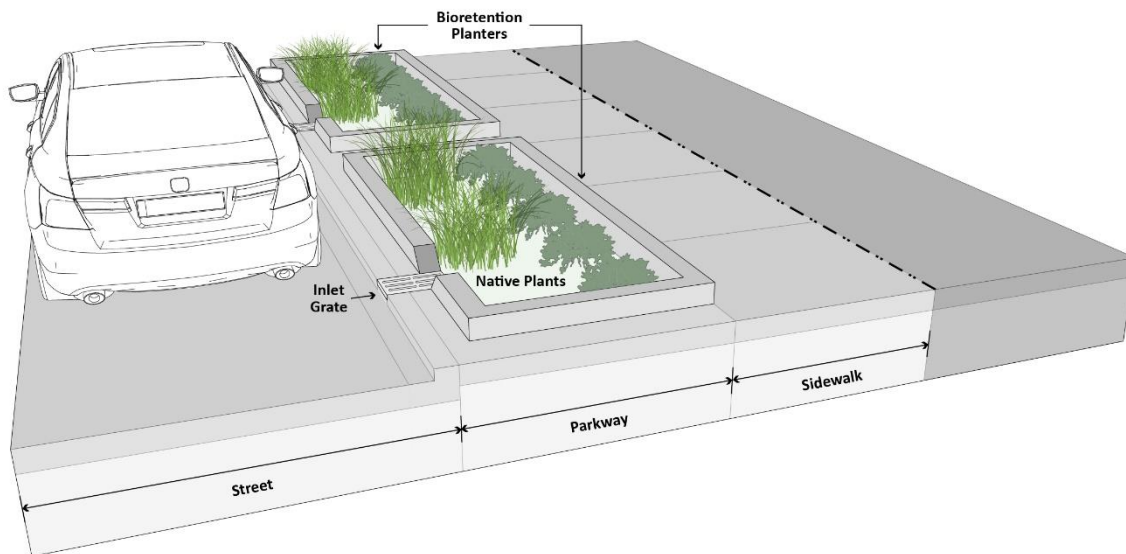 Bioretention
Planters
Native Plants
Inlet
Grate
Sidewalk
Parkway
Street